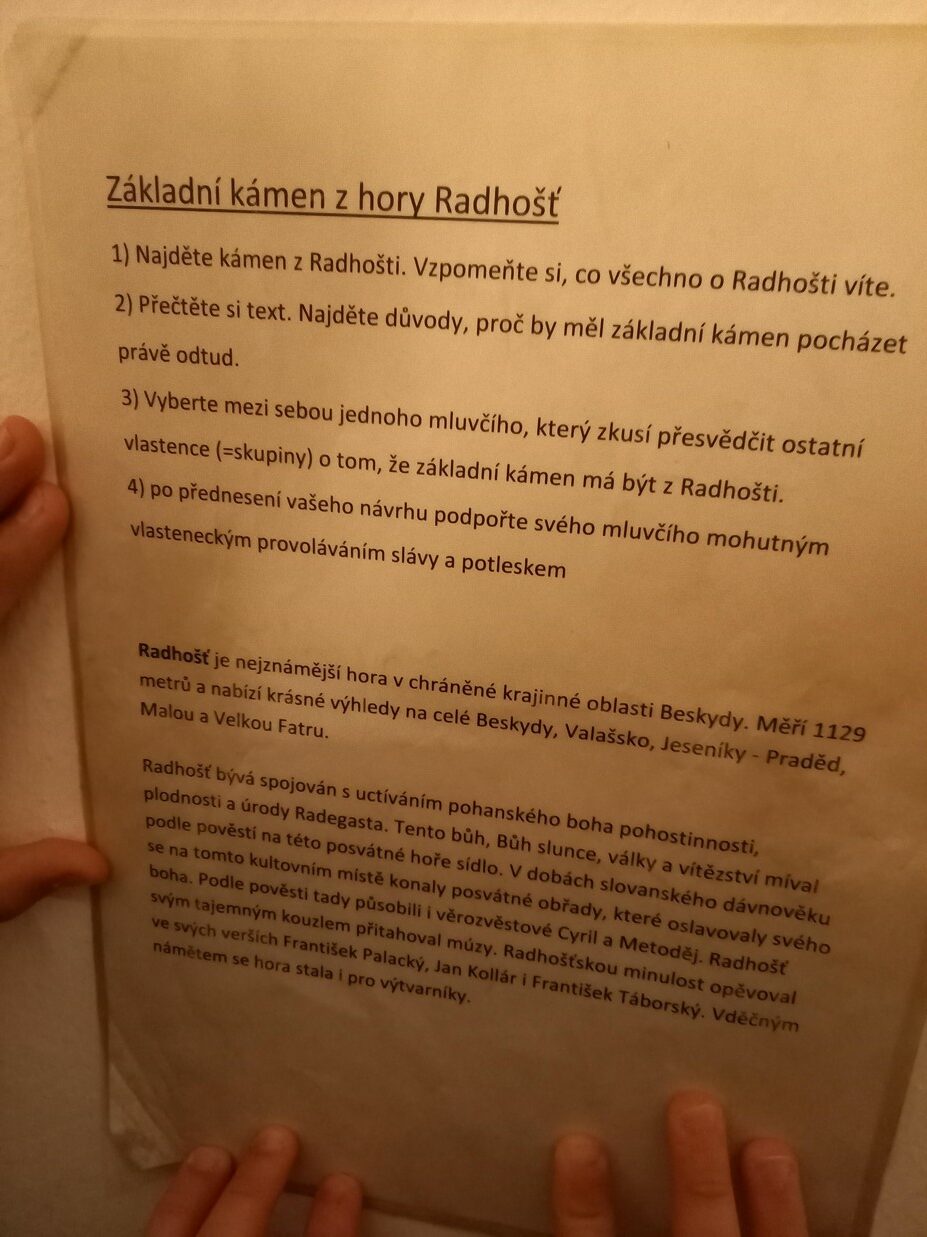 Základní kámen z hory Radhošť
1) Najděte kámen z Radhošti. Vzpomeňte si, co všechno o Radhošti víte.
2) Přečtěte si text. Najděte důvody, proč by měl základní kámen pocházet
právě odtud.
3) Vyberte mezi sebou jednoho mluvčího, který zkusí přesvědčit ostatní
vlastence (=skupiny) o tom, že základní kámen má být z Radhošti.
4) po přednesení vašeho návrhu podpořte svého mluvčího mohutným
vlasteneckým provoláváním slávy a potleskem
Radhošť je nejznámější hora v chráněné krajinné oblasti Beskydy. Měří 1129
metrů a nabízí krásné výhledy na celé Beskydy, Valašsko, Jeseníky - Praděd,
Malou a Velkou Fatru.
Radhošť bývá spojován s uctíváním pohanského boha pohostinnosti,
plodnosti a úrody Radegasta. Tento bůh, Bůh slunce, války a vítězství míval
podle pověstí na této posvátné hoře sídlo. V dobách slovanského dávnověku
se na tomto kultovním místě konaly posvátné obřady, které oslavovaly svého
boha. Podle pověsti tady působili i věrozvěstové Cyril a Metoděj. Radhošť
svým tajemným kouzlem přitahoval múzy. Radhošťskou minulost opěvoval
ve svých verších František Palacký, Jan Kollár i František Táborský. Vděčným
námětem se hora stala i pro výtvarníky.